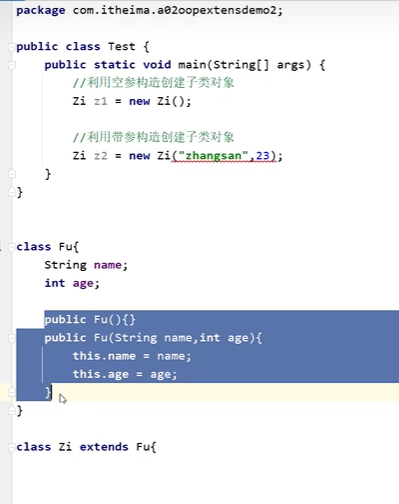 package com.itheima.a02oopextensdemo2;
public class Test {
public static void main(String[] args) {
//利用空参构造创建子类对象
Zi z1 = new Zi();
//利用带参构造创建子类对象
Zi z2 = new Zi("zhangsan",23);
}
}
class Fu{
String name;
int age;
public Fu(){}
public Fu(String name,int age){
this.name = name;
this.age = age;
}
}
class Zi extends Fu{